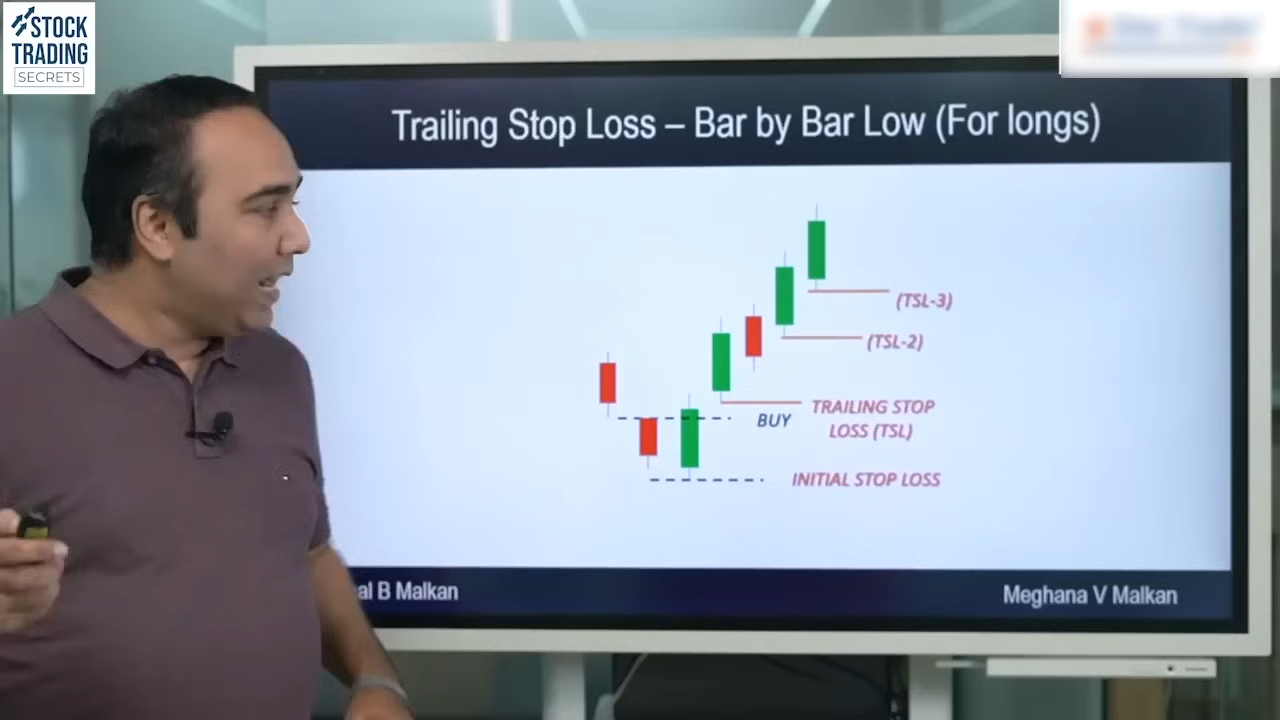 STOCK
TRADING
SECRETS
Trailing Stop Loss – Bar by Bar Low (For longs)
(TSL-3)
(TSL-2)
BUY
TRAILING STOP
LOSS (TSL)
INITIAL STOP LOSS
al B Malkan
Meghana V Malkan